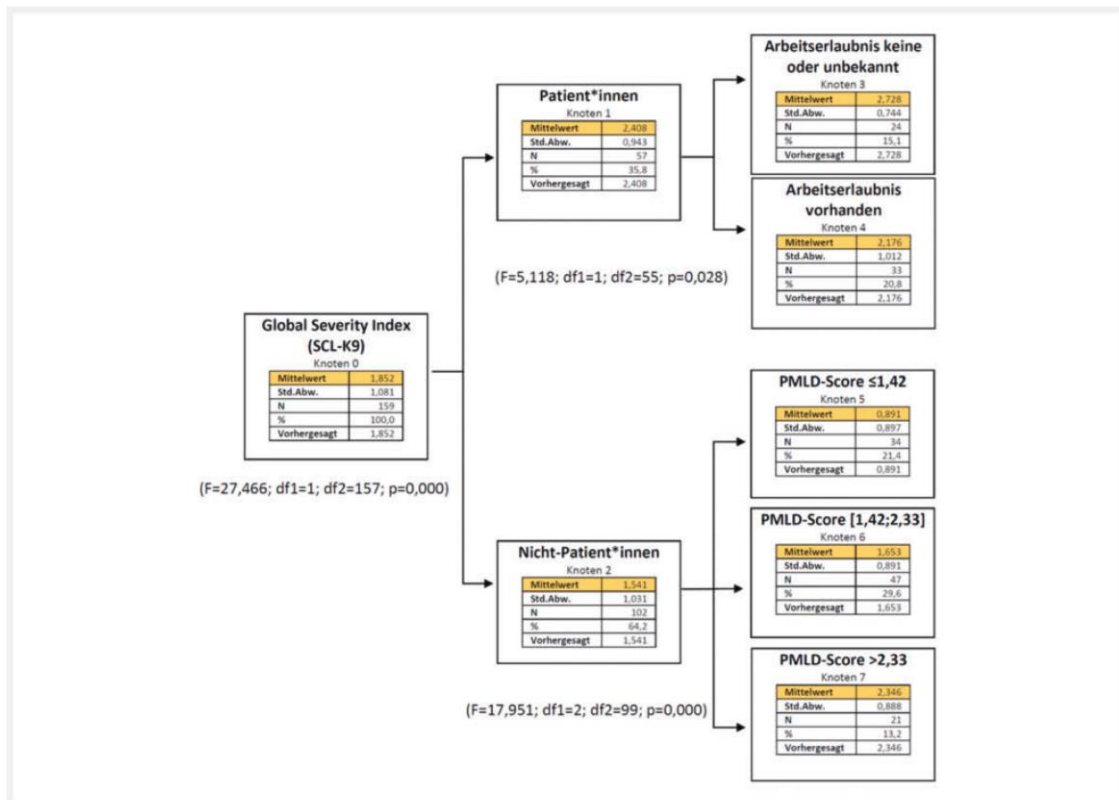 Global Severity Index
(SCL-K9)
Knoten 0
Mittelwert 1,852
Std.Abw. 1,081
N 159
% 100,0
Vorhergesagt 1,852
(F=27,466; df1=1; df2=157; p=0,000)
Patient*innen
Knoten 1
Mittelwert 2,408
Std.Abw. 0,943
N 57
% 35,8
Vorhergesagt 2,408
(F=5,118; df1=1; df2=55; p=0,028)
Arbeitserlaubnis keine
oder unbekannt
Knoten 3
Mittelwert 2,728
Std.Abw. 0,744
N 24
% 15,1
Vorhergesagt 2,728
Arbeitserlaubnis
vorhanden
Knoten 4
Mittelwert 2,176
Std.Abw. 1,012
N 33
% 20,8
Vorhergesagt 2,176
Nicht-Patient*innen
Knoten 2
Mittelwert 1,541
Std.Abw. 1,031
N 102
% 64,2
Vorhergesagt 1,541
(F=17,951; df1=2; df2=99; p=0,000)
PMLD-Score ≤1,42
Knoten 5
Mittelwert 0,891
Std.Abw. 0,897
N 34
% 21,4
Vorhergesagt 0,891
PMLD-Score [1,42;2,33]
Knoten 6
Mittelwert 1,653
Std.Abw. 0,891
N 47
% 29,6
Vorhergesagt 1,653
PMLD-Score >2,33
Knoten 7
Mittelwert 2,346
Std.Abw. 0,888
N 21
% 13,2
Vorhergesagt 2,346